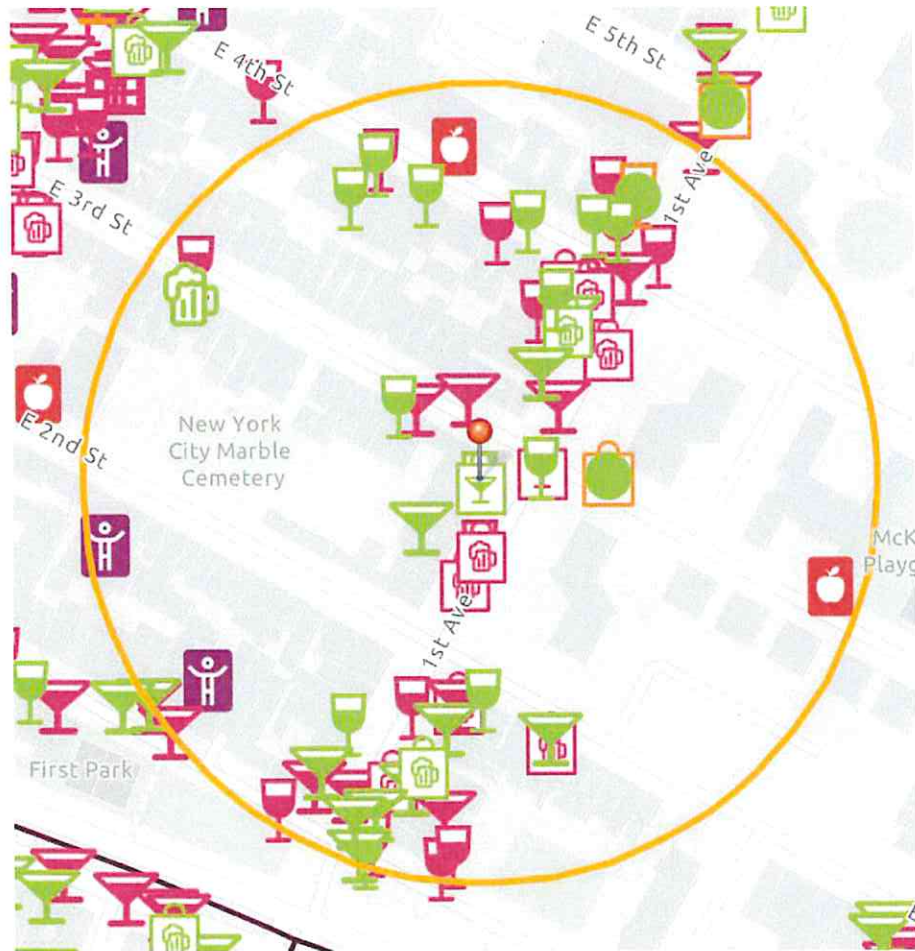 E 5th St
E 4th St
1st Ave
E 3rd St
New York
City Marble
Cemetery
E 2nd St
McK
Playg
1st Ave
First Park